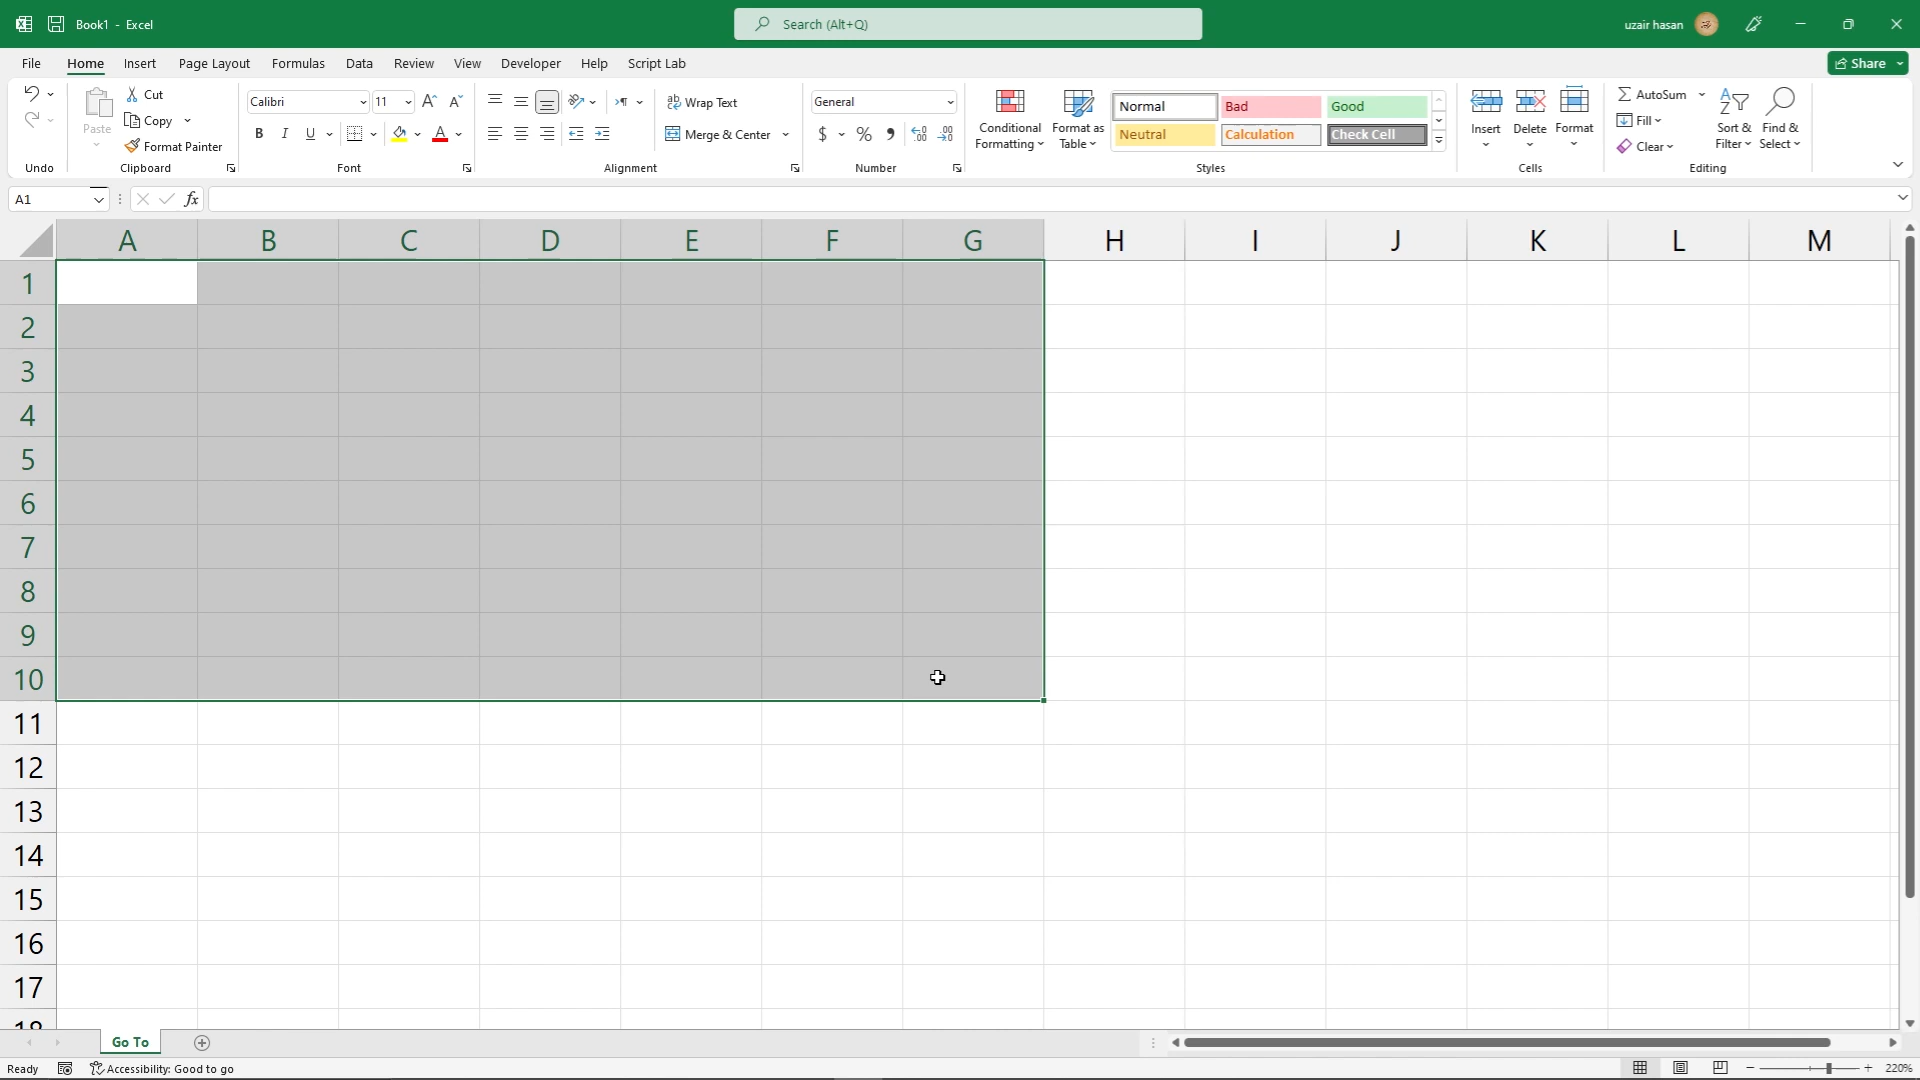 Book1 - Excel
Search (Alt+Q)
uzair hasan
File Home Insert Page Layout Formulas Data Review View Developer Help Script Lab
Share
Paste
Cut
Copy
Format Painter
Calibri
11
B I U
A
Wrap Text
Merge & Center
General
$ % 9
Conditional
Formatting
Format as
Table
Normal Bad Good
Neutral Calculation Check Cell
Insert Delete Format
AutoSum
Fill
Clear
Sort &
Filter
Find &
Select
Undo Clipboard Font Alignment Number Styles Cells Editing
A1
fx
A B C D E F G H I J K L M
1
2
3
4
5
6
7
8
9
10
11
12
13
14
15
16
17
18
Go To
Ready
Accessibility: Good to go
220%